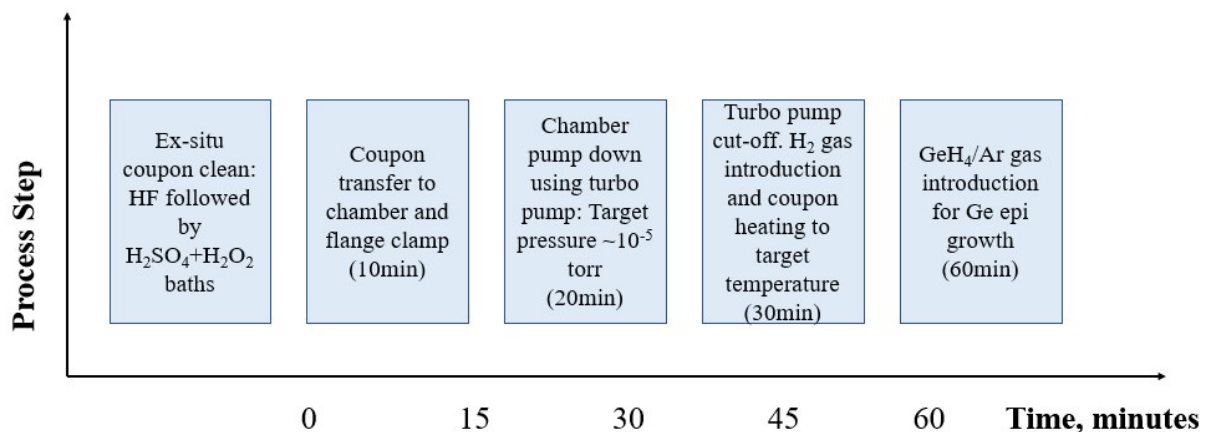 Process Step
Ex-situ
coupon clean:
HF followed
by
H₂SO₄+H₂O₂
baths
Coupon
transfer to
chamber and
flange clamp
(10min)
Chamber
pump down
using turbo
pump: Target
pressure ~10⁻⁵
torr
(20min)
Turbo pump
cut-off. H₂ gas
introduction
and coupon
heating to
target
temperature
(30min)
GeH₄/Ar gas
introduction
for Ge epi
growth
(60min)
0 15 30 45 60 Time, minutes